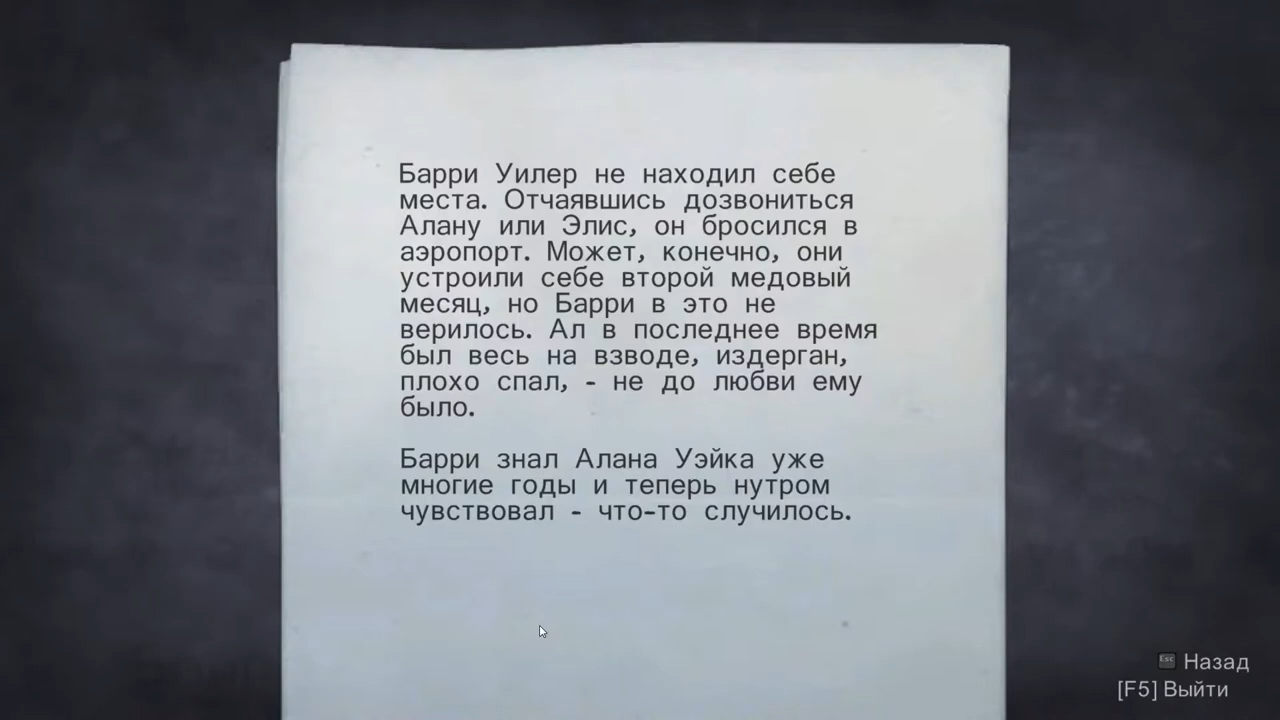 Барри Уилер не находил себе
места. Отчаявшись дозвониться
Алану или Элис, он бросился в
аэропорт. Может, конечно, они
устроили себе второй медовый
месяц, но Барри в это не
верилось. Ал в последнее время
был весь на взводе, издерган,
плохо спал, - не до любви ему
было.
Барри знал Алана Уэйка уже
многие годы и теперь нутром
чувствовал - что-то случилось.
Esc Назад
[F5] Выйти